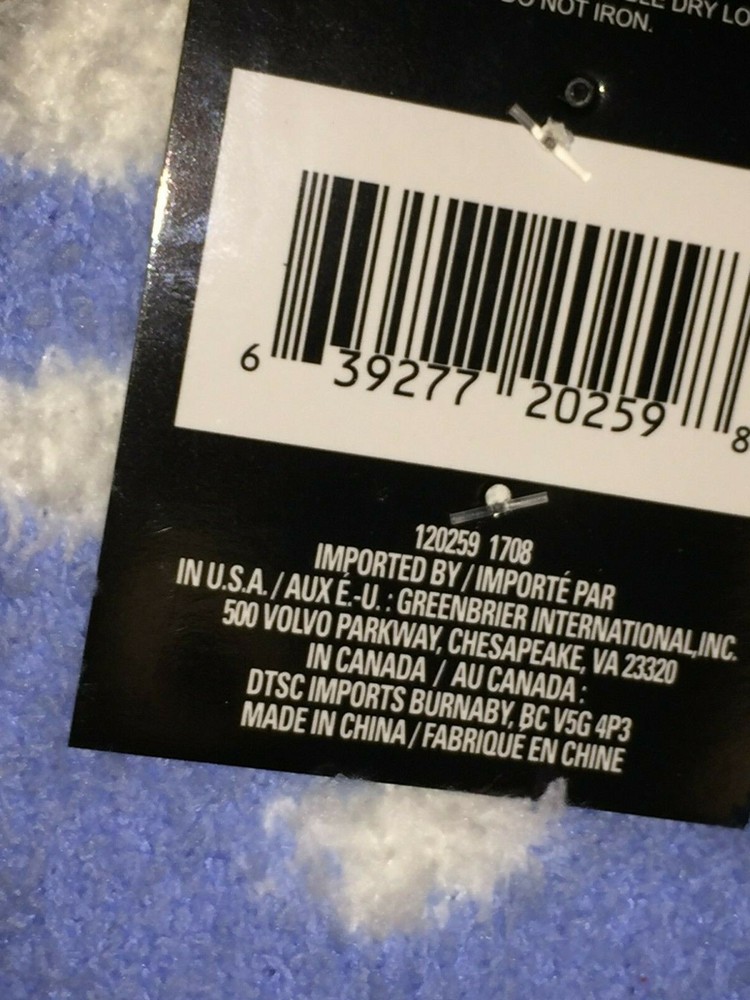 DRY LO
DO NOT IRON.
6 39277 20259 8
120259 1708
IMPORTED BY / IMPORTÉ PAR
IN U.S.A. / AUX É.-U. : GREENBRIER INTERNATIONAL,INC.
500 VOLVO PARKWAY, CHESAPEAKE, VA 23320
IN CANADA / AU CANADA :
DTSC IMPORTS BURNABY, BC V5G 4P3
MADE IN CHINA / FABRIQUÉ EN CHINE